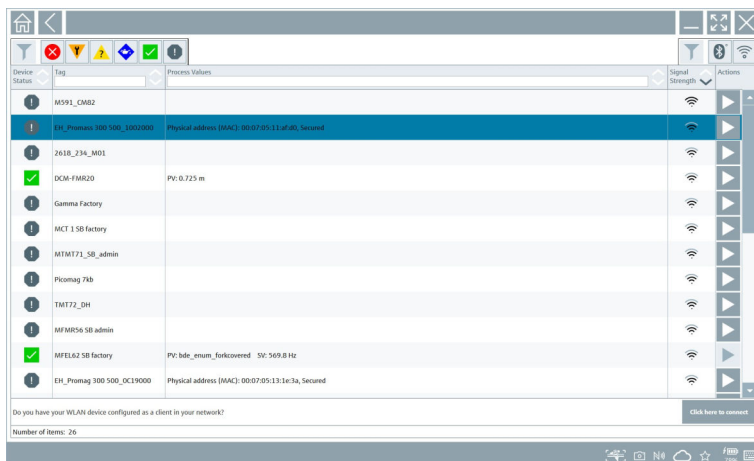 Device Status
Tag
Process Values
Signal Strength
Actions
M591_CM82
EH_Promass 300 500_1002000 Physical address (MAC): 00:07:05:11:af:d0, Secured
2618_234_M01
DCM-FMR20 PV: 0.725 m
Gamma Factory
MCT 1 SB factory
MTMT71_SB_admin
Picomag 7kb
TMT72_DH
MFMR56 SB admin
MFEL62 SB factory PV: bde_enum_forkcovered SV: 569.8 Hz
EH_Promag 300 500_0C19000 Physical address (MAC): 00:07:05:13:1e:3a, Secured
Do you have your WLAN device configured as a client in your network?
Click here to connect
Number of items: 26